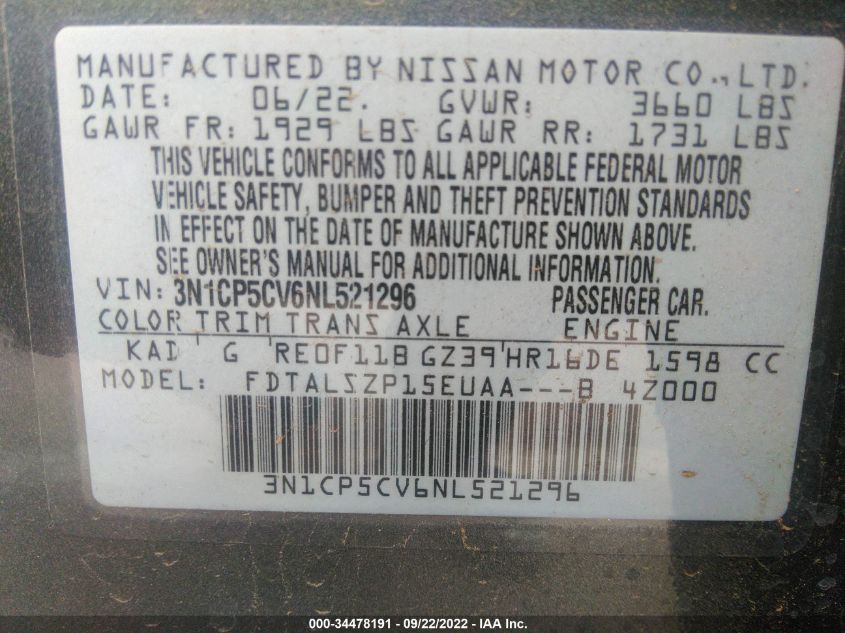 MANUFACTURED BY NISSAN MOTOR CO., LTD.
DATE: 06/22. GVWR: 3660 LBS
GAWR FR: 1929 LBS GAWR RR: 1731 LBS
THIS VEHICLE CONFORMS TO ALL APPLICABLE FEDERAL MOTOR
VEHICLE SAFETY, BUMPER AND THEFT PREVENTION STANDARDS
IN EFFECT ON THE DATE OF MANUFACTURE SHOWN ABOVE.
SEE OWNER'S MANUAL FOR ADDITIONAL INFORMATION.
VIN: 3N1CP5CV6NL521296 PASSENGER CAR.
COLOR TRIM TRANS AXLE ENGINE
KAD G RE0F11B GZ39 HR16DE 1598 CC
MODEL: FDTALSZP15EUAA---B 4Z000
3N1CP5CV6NL521296
000-34478191 - 09/22/2022 - IAA Inc.